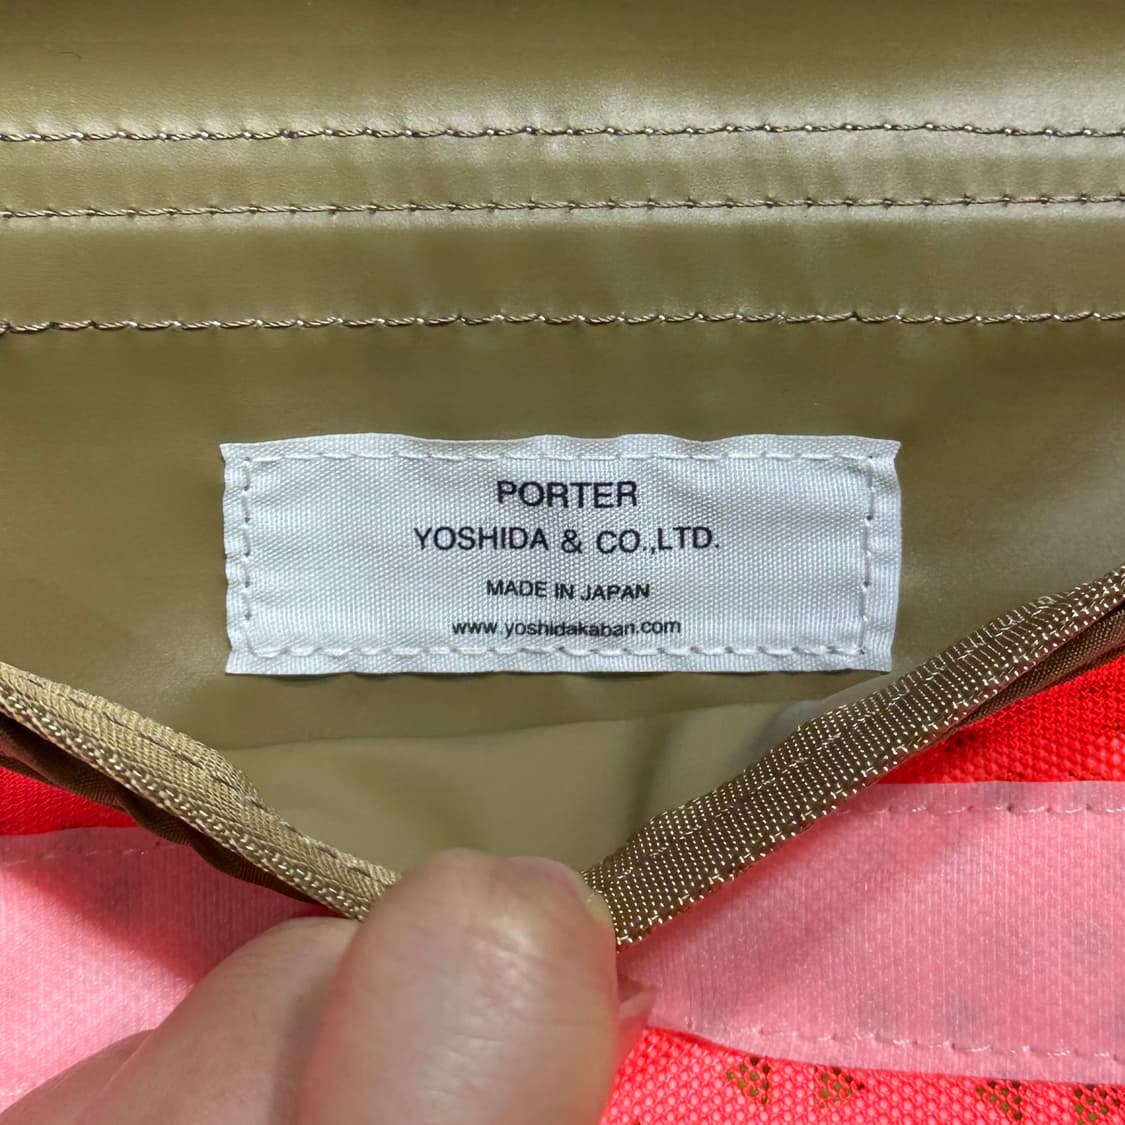 PORTER
YOSHIDA & CO.,LTD.
MADE IN JAPAN
www.yoshidakaban.com